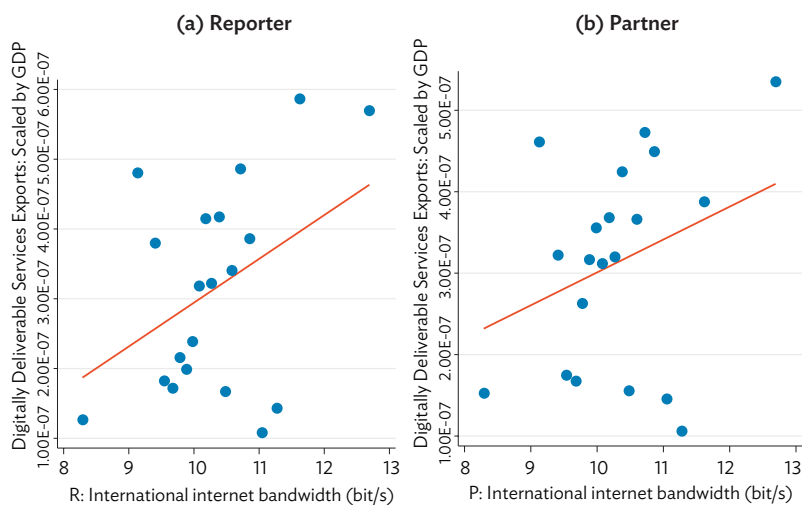 (a) Reporter
Digitally Deliverable Services Exports: Scaled by GDP
6.00E-07
5.00E-07
4.00E-07
3.00E-07
2.00E-07
1.00E-07
8 9 10 11 12 13
R: International internet bandwidth (bit/s)
(b) Partner
Digitally Deliverable Services Exports: Scaled by GDP
5.00E-07
4.00E-07
3.00E-07
2.00E-07
1.00E-07
8 9 10 11 12 13
P: International internet bandwidth (bit/s)